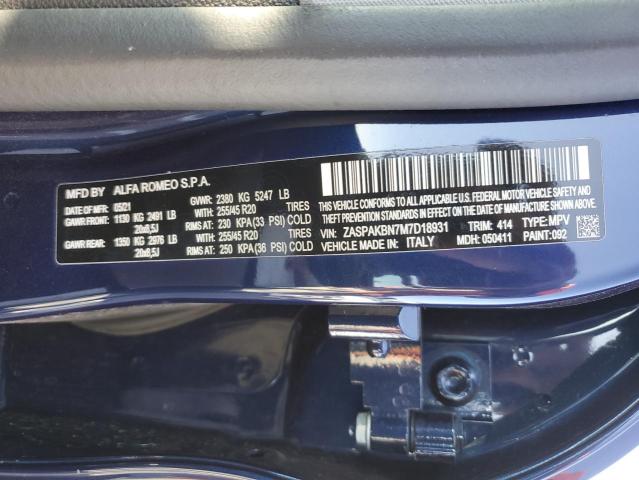 MFD BY ALFA ROMEO S.P.A.
DATE OF MFT: 0521 GVWR: 2380 KG 5247 LB
GAWR FRONT: 1130 KG 2491 LB WITH: 255/45 R20 TIRES
20x8,5J RIMS AT: 230 KPA(33 PSI) COLD
GAWR REAR: 1350 KG 2976 LB WITH: 255/45 R20 TIRES
20x8,5J RIMS AT: 250 KPA(36 PSI) COLD
THIS VEHICLE CONFORMS TO ALL APPLICABLE U.S. FEDERAL MOTOR
VEHICLE SAFETY, BUMPER, AND THEFT PREVENTION STANDARDS
IN EFFECT ON THE DATE OF MANUFACTURE SHOWN ABOVE.
VIN: ZASPAKBN7M7D18931 TRIM: 414 TYPE: MPV
VEHICLE MADE IN: ITALY MDH: 050411 PAINT: 092